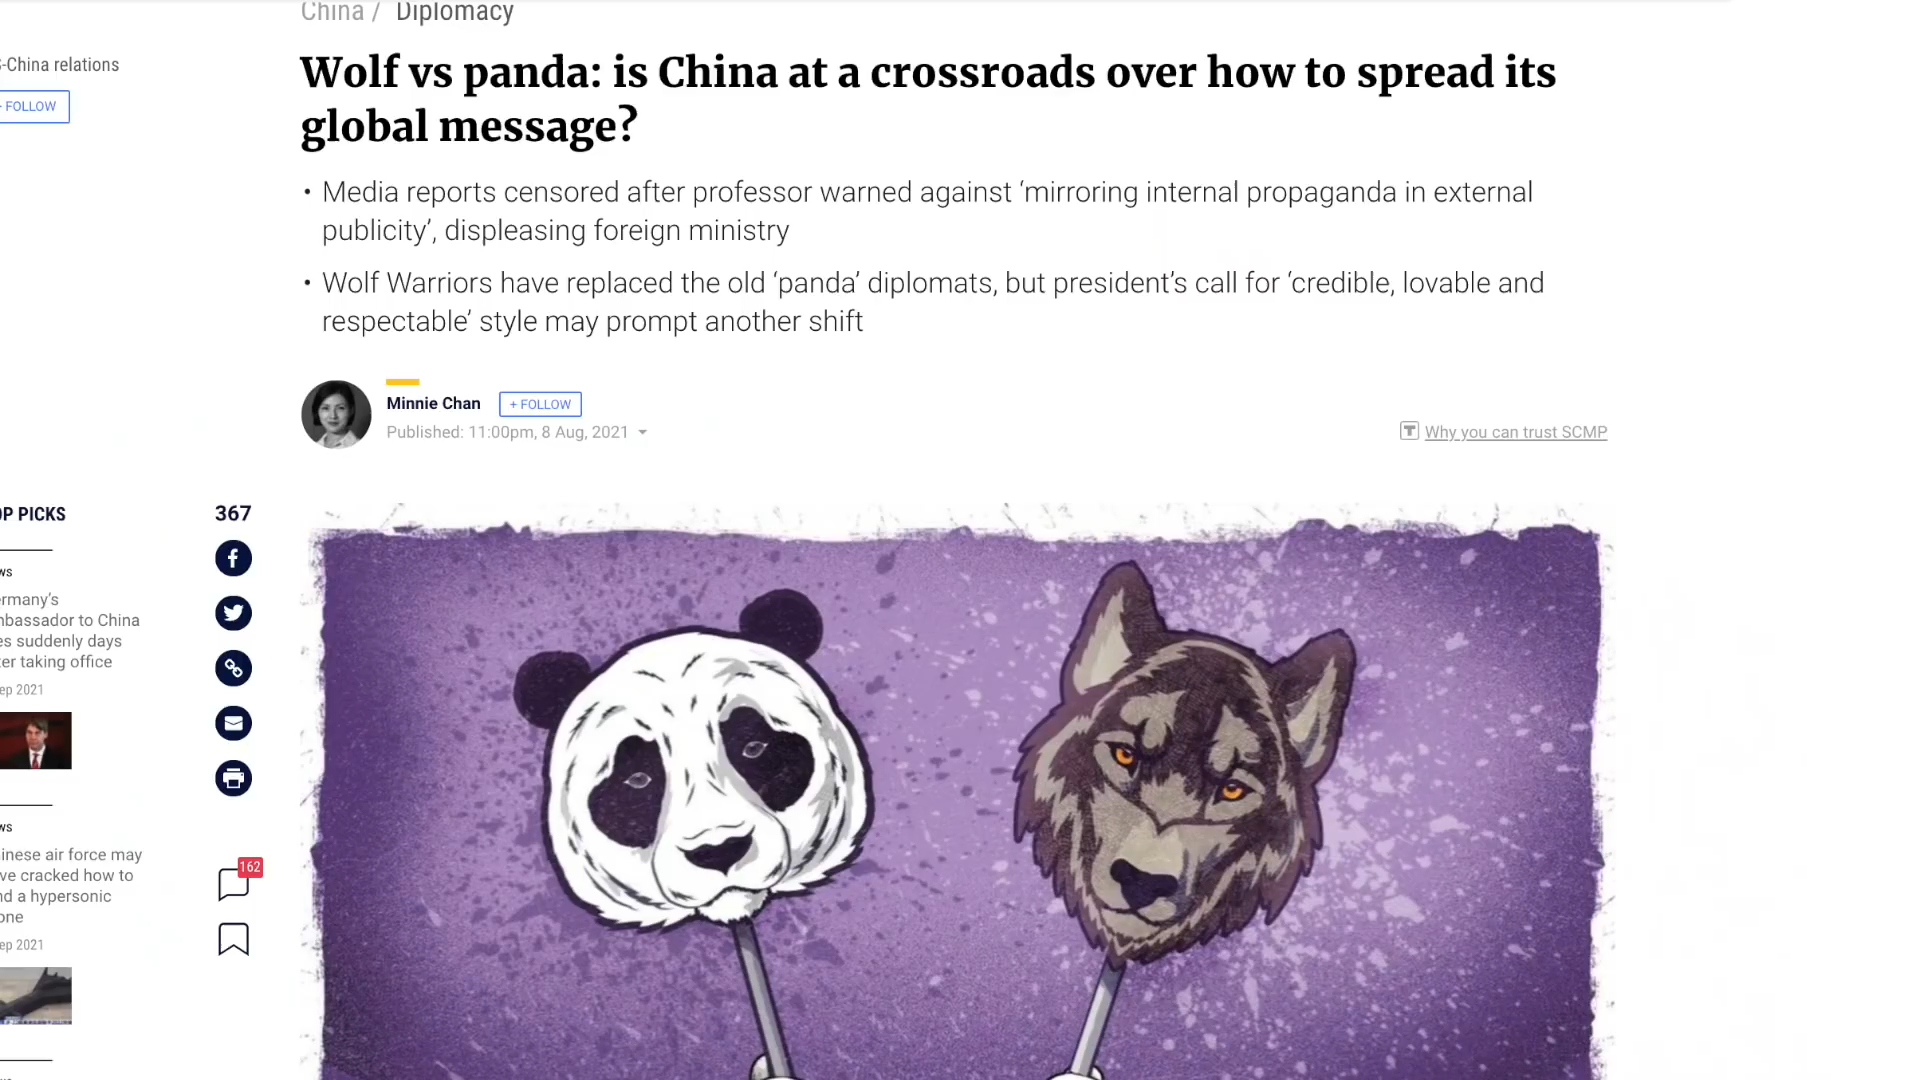 China / Diplomacy
-China relations
+ FOLLOW
Wolf vs panda: is China at a crossroads over how to spread its
global message?
• Media reports censored after professor warned against ‘mirroring internal propaganda in external
publicity’, displeasing foreign ministry
• Wolf Warriors have replaced the old ‘panda’ diplomats, but president’s call for ‘credible, lovable and
respectable’ style may prompt another shift
Minnie Chan
+ FOLLOW
Published: 11:00pm, 8 Aug, 2021
Why you can trust SCMP
OP PICKS
367
ws
ermany’s
mbassador to China
es suddenly days
ter taking office
ep 2021
ws
inese air force may
ve cracked how to
nd a hypersonic
one
ep 2021
162